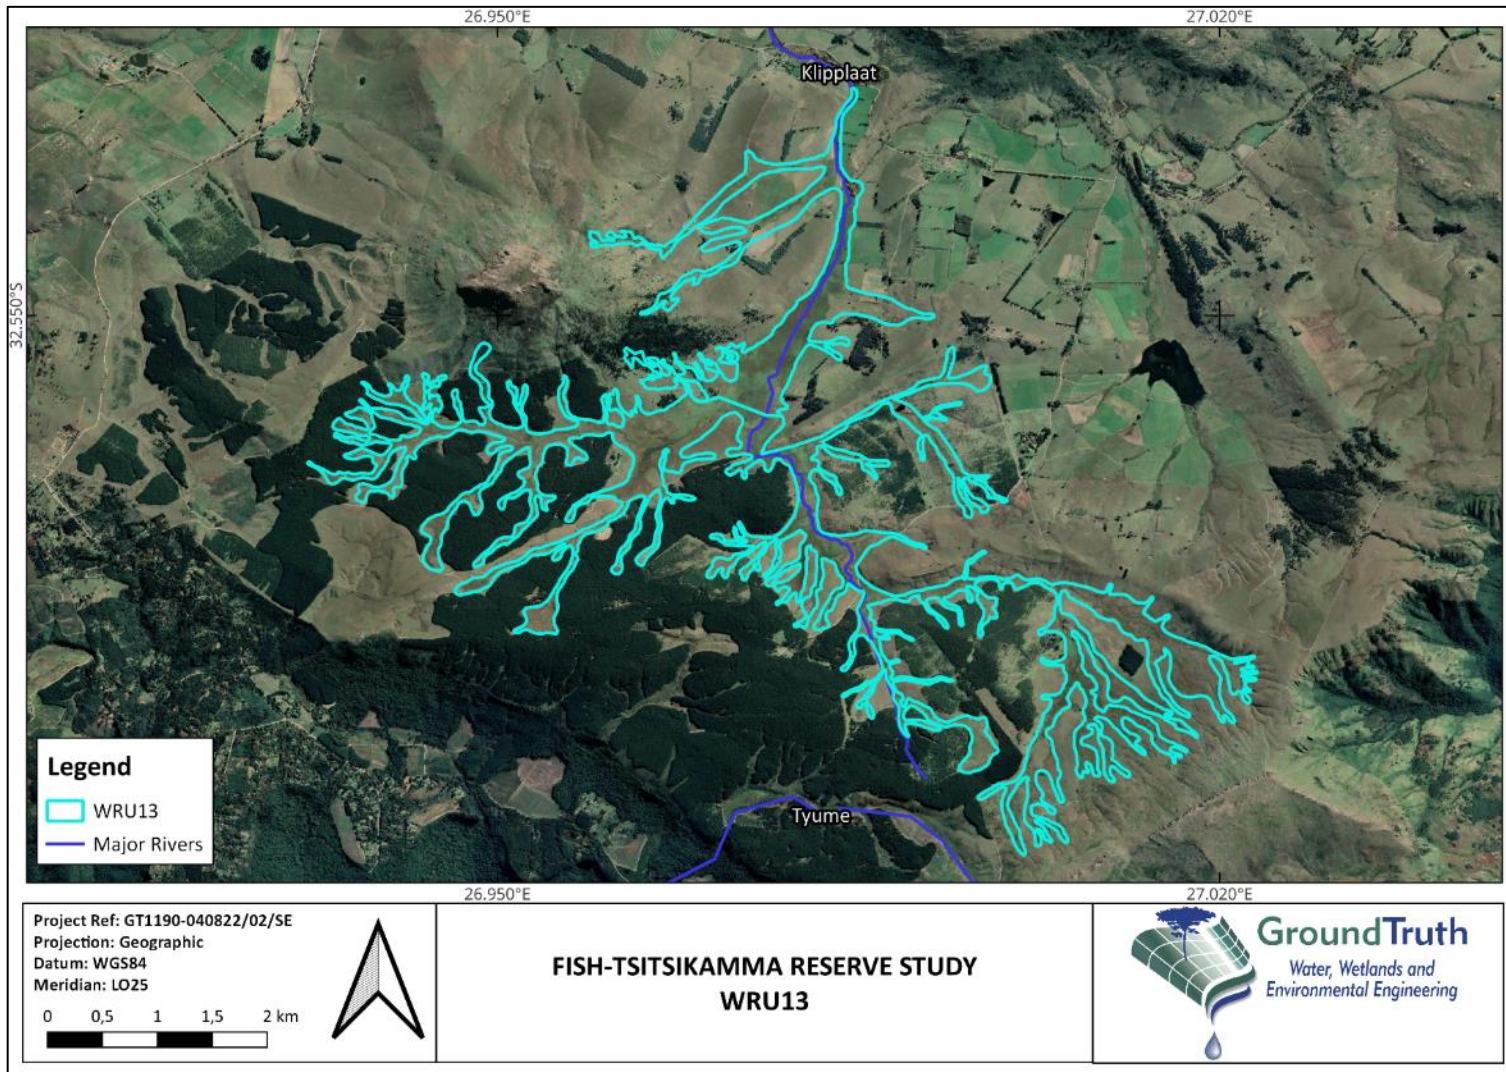 26.950°E
27.020°E
Klipplaat
32.550°S
Tyume
Legend
WRU13
Major Rivers
26.950°E
27.020°E
Project Ref: GT1190-040822/02/SE
Projection: Geographic
Datum: WGS84
Meridian: LO25
0 0,5 1 1,5 2 km
FISH-TSITSIKAMMA RESERVE STUDY
WRU13
GroundTruth
Water, Wetlands and
Environmental Engineering